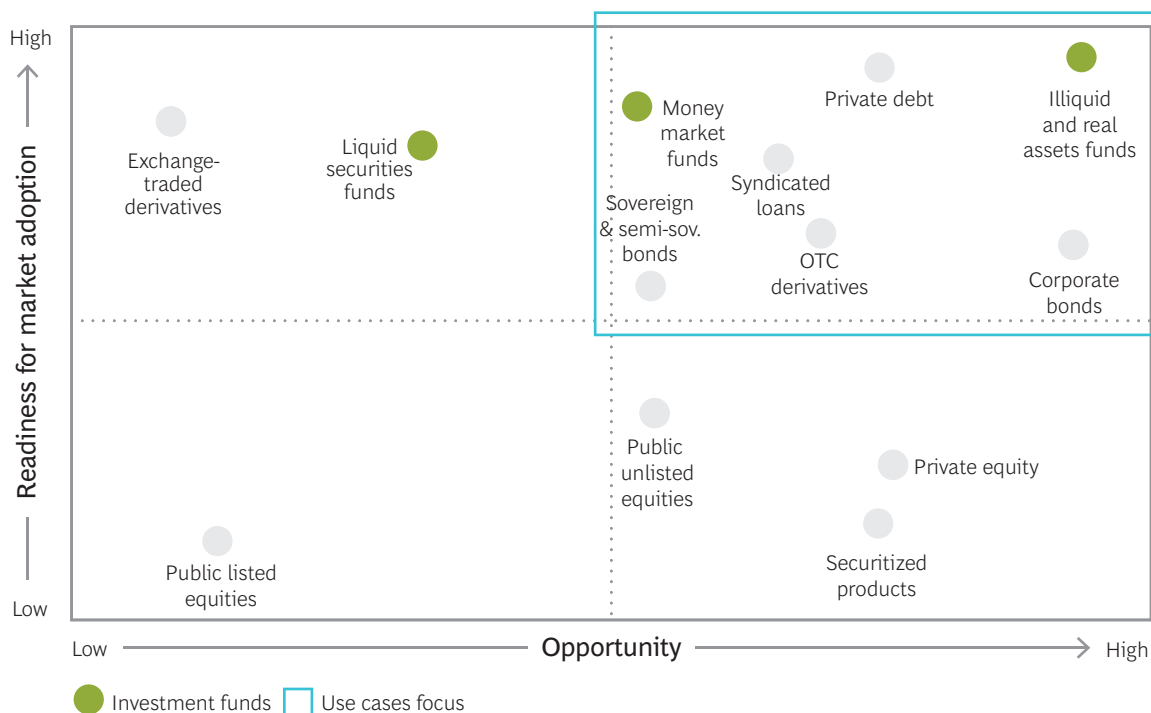 High
Readiness for market adoption
Low
Exchange-
traded
derivatives
Liquid
securities
funds
Money
market
funds
Private debt
Illiquid
and real
assets funds
Syndicated
loans
Sovereign
& semi-sov.
bonds
OTC
derivatives
Corporate
bonds
Public
unlisted
equities
Private equity
Securitized
products
Public listed
equities
Low
Opportunity
High
Investment funds
Use cases focus